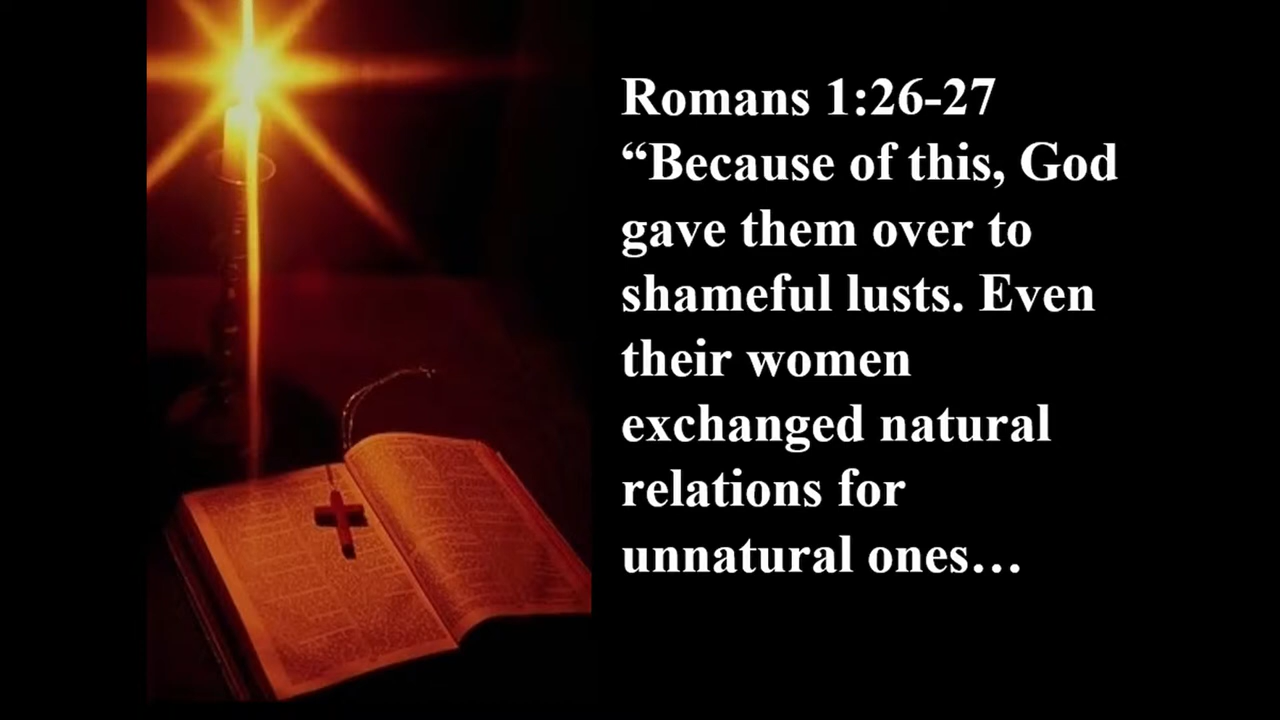 Romans 1:26-27
“Because of this, God
gave them over to
shameful lusts. Even
their women
exchanged natural
relations for
unnatural ones…